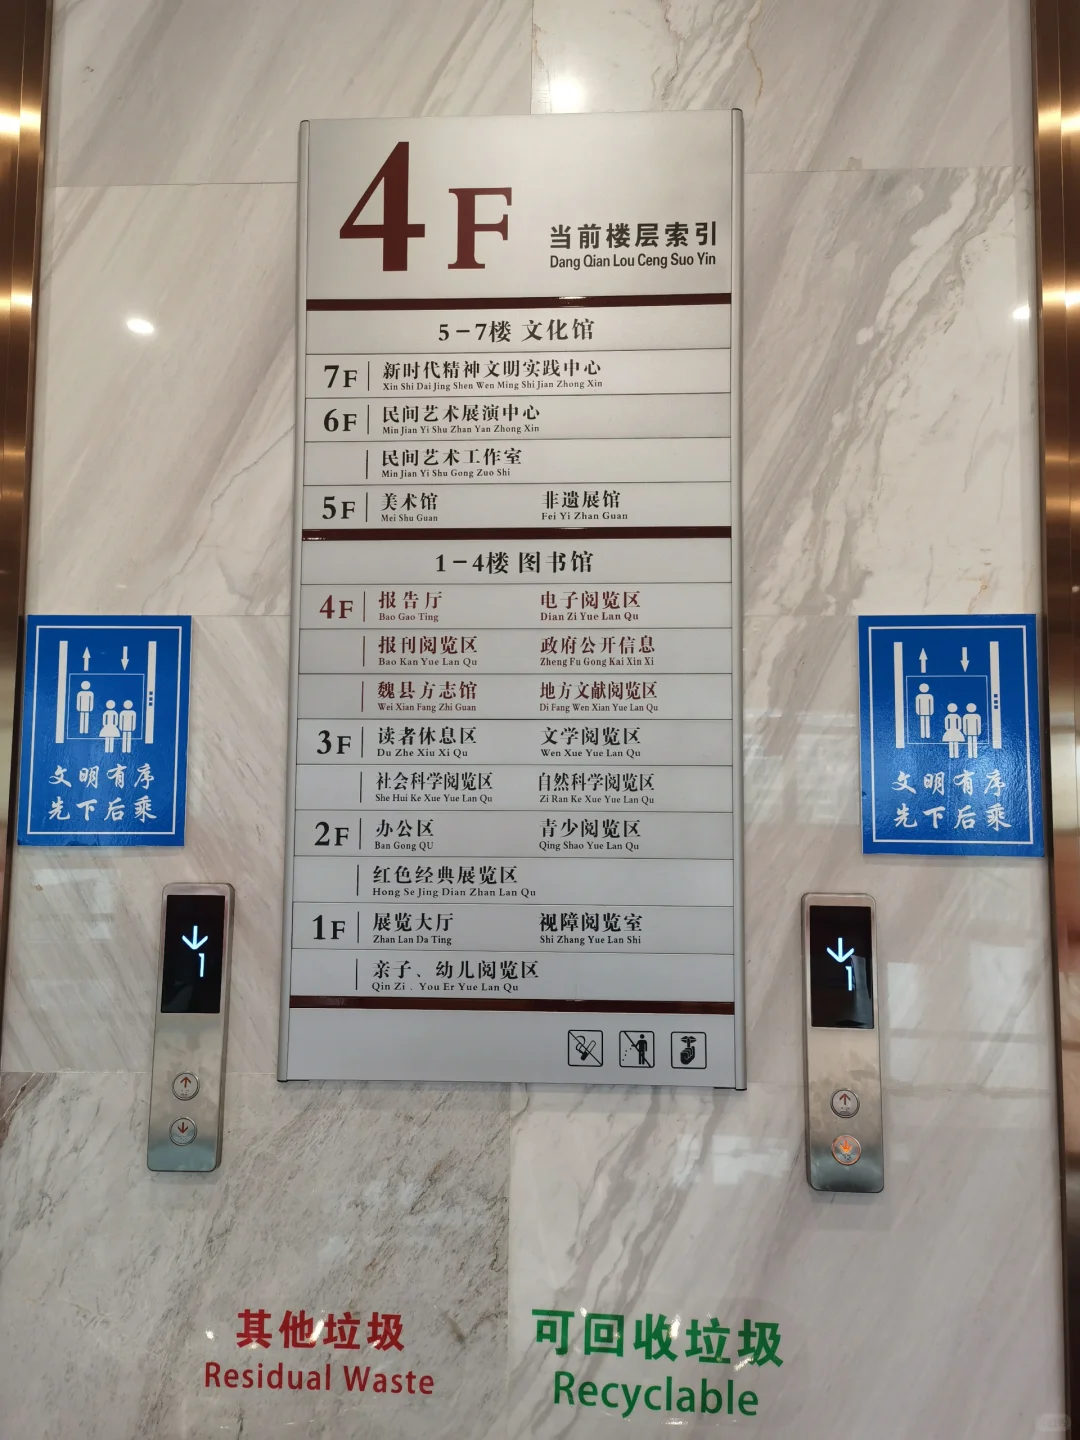 4F
当前楼层索引
Dang Qian Lou Ceng Suo Yin
5-7楼 文化馆
7F 新时代精神文明实践中心
Xin Shi Dai Jing Shen Wen Ming Shi Jian Zhong Xin
6F 民间艺术展演中心
Min Jian Yi Shu Zhan Yan Zhong Xin
民间艺术工作室
Min Jian Yi Shu Gong Zuo Shi
5F 美术馆 非遗展馆
Mei Shu Guan Fei Yi Zhan Guan
1-4楼 图书馆
4F 报告厅 电子阅览区
Bao Gao Ting Dian Zi Yue Lan Qu
报刊阅览区 政府公开信息
Bao Kan Yue Lan Qu Zheng Fu Gong Kai Xin Xi
魏县方志馆 地方文献阅览区
Wei Xian Fang Zhi Guan Di Fang Wen Xian Yue Lan Qu
3F 读者休息区 文学阅览区
Du Zhe Xiu Xi Qu Wen Xue Yue Lan Qu
社会科学阅览区 自然科学阅览区
She Hui Ke Xue Yue Lan Qu Zi Ran Ke Xue Yue Lan Qu
2F 办公区 青少阅览区
Ban Gong QU Qing Shao Yue Lan Qu
红色经典展览区
Hong Se Jing Dian Zhan Lan Qu
1F 展览大厅 视障阅览室
Zhan Lan Da Ting Shi Zhang Yue Lan Shi
亲子、幼儿阅览区
Qin Zi . You Er Yue Lan Qu
文明有序
先下后乘
文明有序
先下后乘
1
1
其他垃圾
Residual Waste
可回收垃圾
Recyclable